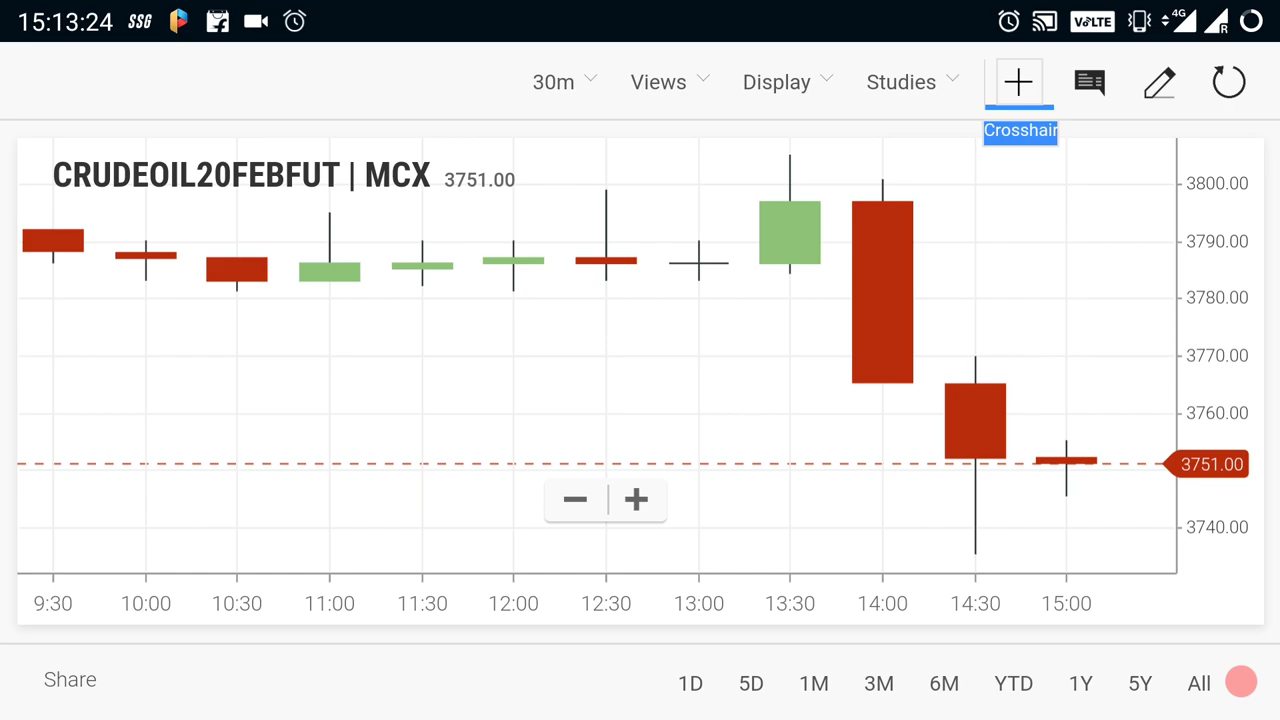 15:13:24 SSG VoLTE 4G R
30m Views Display Studies
Crosshair
CRUDEOIL20FEBFUT | MCX 3751.00
3800.00
3790.00
3780.00
3770.00
3760.00
3751.00
3740.00
9:30 10:00 10:30 11:00 11:30 12:00 12:30 13:00 13:30 14:00 14:30 15:00
Share 1D 5D 1M 3M 6M YTD 1Y 5Y All